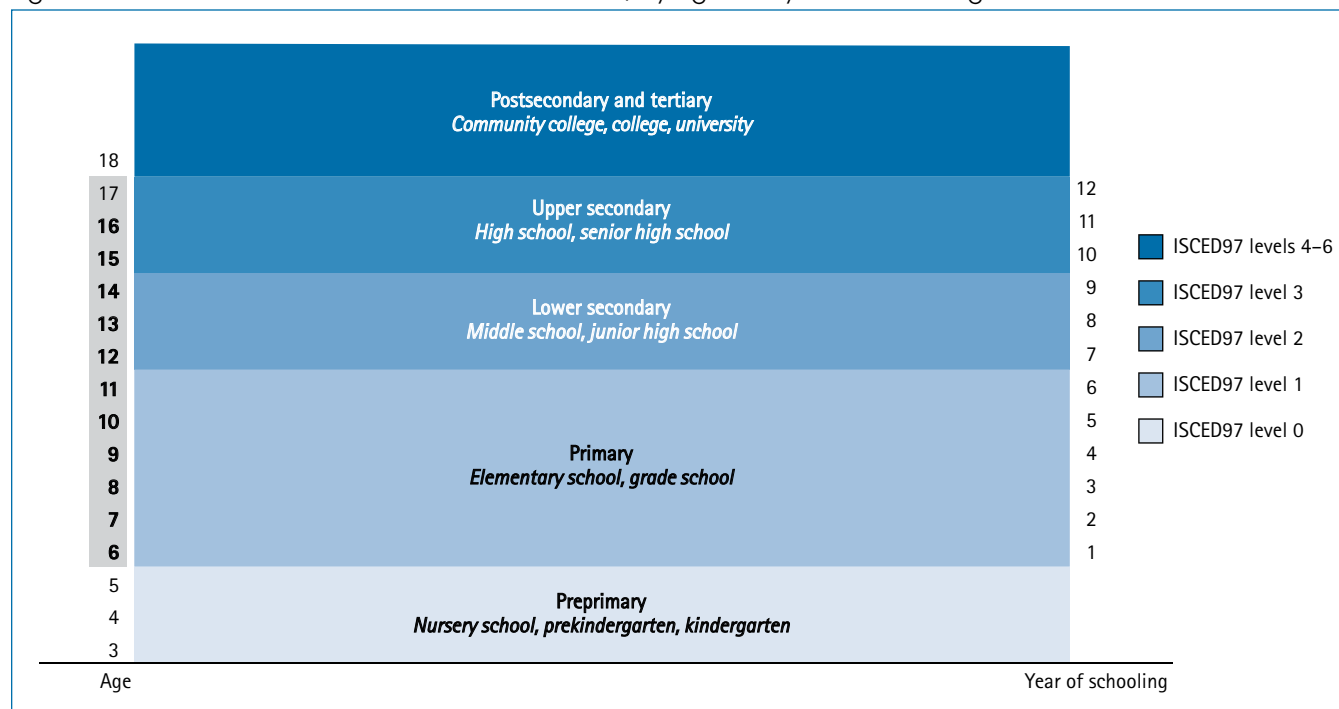 Postsecondary and tertiary
Community college, college, university
18
17
12
Upper secondary
16
11
High school, senior high school
15
10
ISCED97 levels 4–6
14
9
ISCED97 level 3
Lower secondary
13
8
Middle school, junior high school
ISCED97 level 2
12
7
11
6
ISCED97 level 1
10
5
ISCED97 level 0
Primary
9
4
Elementary school, grade school
8
3
7
2
6
1
5
Preprimary
4
Nursery school, prekindergarten, kindergarten
3
Age
Year of schooling